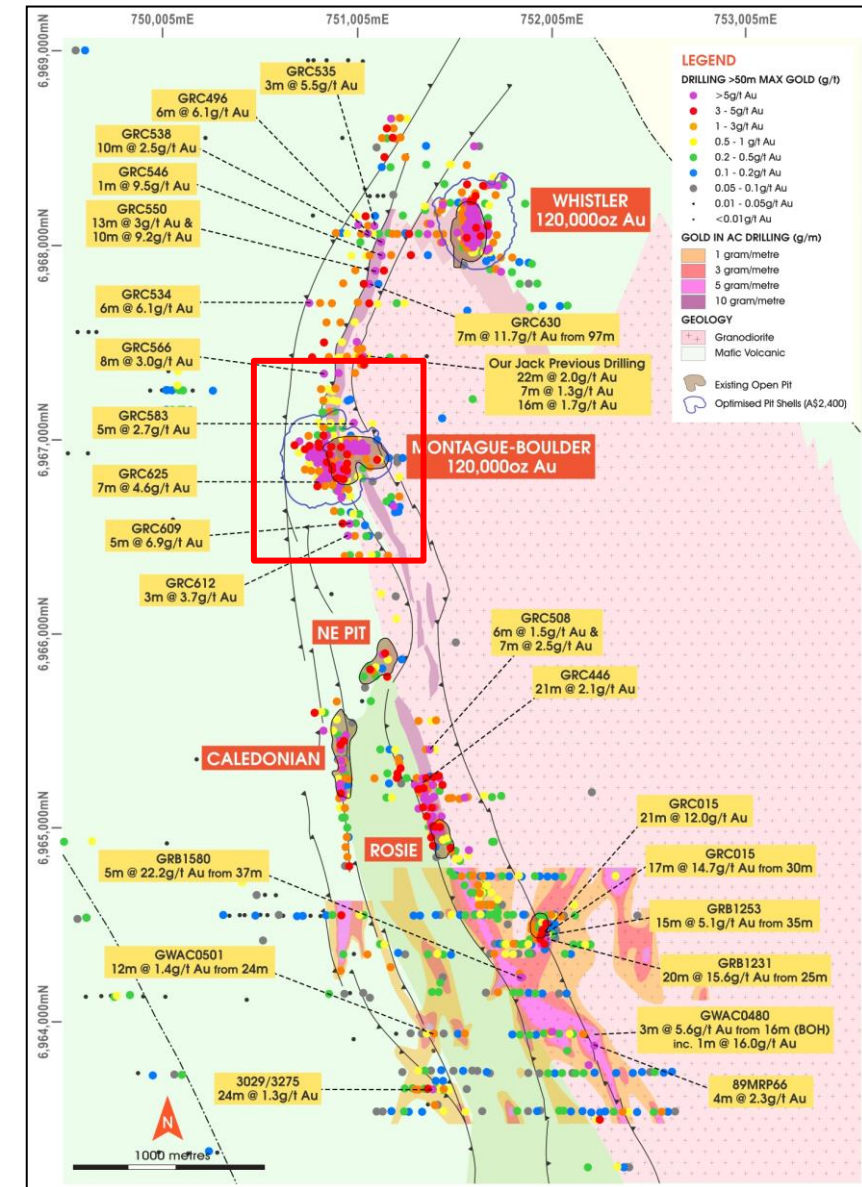 750,005mE
751,005mE
752,005mE
753,005mE
6,969,000mN
6,968,000mN
6,967,000mN
6,966,000mN
6,965,000mN
6,964,000mN
GRC535
3m @ 5.5g/t Au
GRC496
6m @ 6.1g/t Au
GRC538
10m @ 2.5g/t Au
GRC546
1m @ 9.5g/t Au
GRC550
13m @ 3g/t Au &
10m @ 9.2g/t Au
GRC534
6m @ 6.1g/t Au
GRC566
8m @ 3.0g/t Au
GRC583
5m @ 2.7g/t Au
GRC625
7m @ 4.6g/t Au
GRC609
5m @ 6.9g/t Au
GRC612
3m @ 3.7g/t Au
WHISTLER
120,000oz Au
GRC630
7m @ 11.7g/t Au from 97m
Our Jack Previous Drilling
22m @ 2.0g/t Au
7m @ 1.3g/t Au
16m @ 1.7g/t Au
MONTAGUE-BOULDER
120,000oz Au
NE PIT
GRC508
6m @ 1.5g/t Au &
7m @ 2.5g/t Au
GRC446
21m @ 2.1g/t Au
CALEDONIAN
ROSIE
GRC015
21m @ 12.0g/t Au
GRC015
17m @ 14.7g/t Au from 30m
GRB1253
15m @ 5.1g/t Au from 35m
GRB1231
20m @ 15.6g/t Au from 25m
GRB1580
5m @ 22.2g/t Au from 37m
GWAC0501
12m @ 1.4g/t Au from 24m
GWAC0480
3m @ 5.6g/t Au from 16m (BOH)
inc. 1m @ 16.0g/t Au
3029/3275
24m @ 1.3g/t Au
89MRP66
4m @ 2.3g/t Au
N
1000 metres
LEGEND
DRILLING >50m MAX GOLD (g/t)
>5g/t Au
3 - 5g/t Au
1 - 3g/t Au
0.5 - 1 g/t Au
0.2 - 0.5g/t Au
0.1 - 0.2g/t Au
0.05 - 0.1g/t Au
0.01 - 0.05g/t Au
<0.01g/t Au
GOLD IN AC DRILLING (g/m)
1 gram/metre
3 gram/metre
5 gram/metre
10 gram/metre
GEOLOGY
Granodiorite
Mafic Volcanic
Existing Open Pit
Optimised Pit Shells (A$2,400)